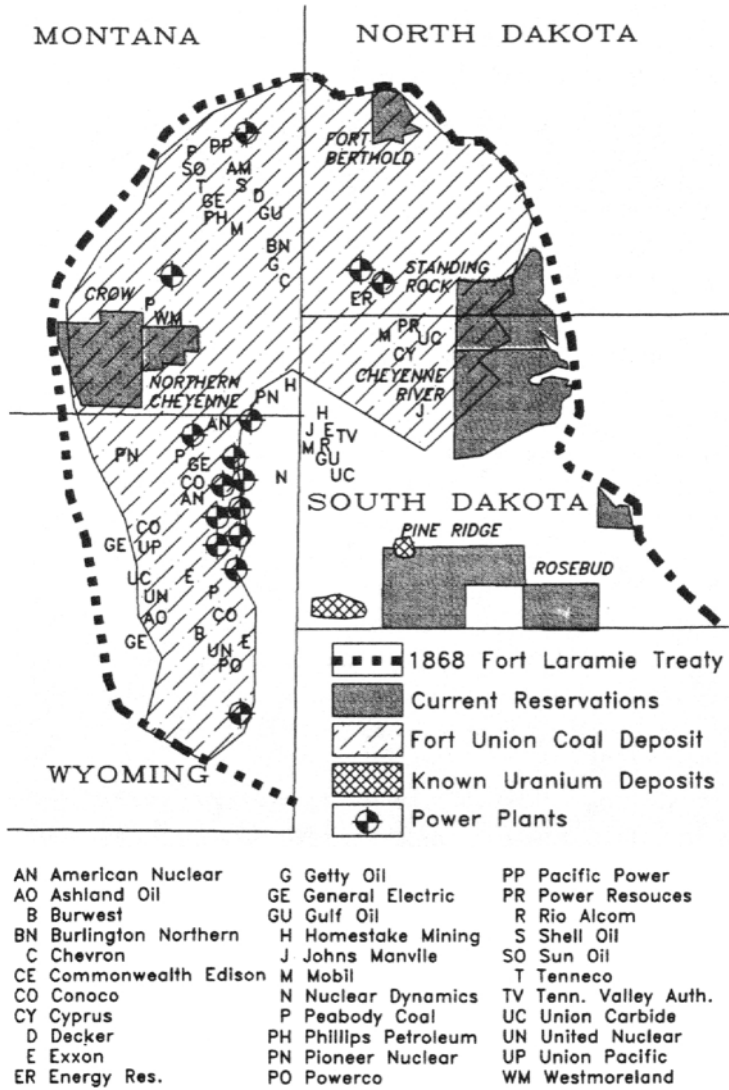 MONTANA
NORTH DAKOTA
FORT
BERTHOLD
P PP
SO AM
T S
GE D
PH GU
M
BN
G
C
ER
STANDING
ROCK
CROW
P
WM
M PR UC
CY
NORTHERN
CHEYENNE
CHEYENNE
RIVER
J
PN H
AN
H
J E TV
M R
GU
UC
PN P
GE
CO
AN
N
SOUTH DAKOTA
PINE RIDGE
ROSEBUD
CO
GE UP
UC E
UN P
AO CO
GE B E
UN
PO
WYOMING
1868 Fort Laramie Treaty
Current Reservations
Fort Union Coal Deposit
Known Uranium Deposits
Power Plants
AN American Nuclear
AO Ashland Oil
B Burwest
BN Burlington Northern
C Chevron
CE Commonwealth Edison
CO Conoco
CY Cyprus
D Decker
E Exxon
ER Energy Res.
G Getty Oil
GE General Electric
GU Gulf Oil
H Homestake Mining
J Johns Manvile
M Mobil
N Nuclear Dynamics
P Peabody Coal
PH Phillips Petroleum
PN Pioneer Nuclear
PO Powerco
PP Pacific Power
PR Power Resouces
R Rio Alcom
S Shell Oil
SO Sun Oil
T Tenneco
TV Tenn. Valley Auth.
UC Union Carbide
UN United Nuclear
UP Union Pacific
WM Westmoreland